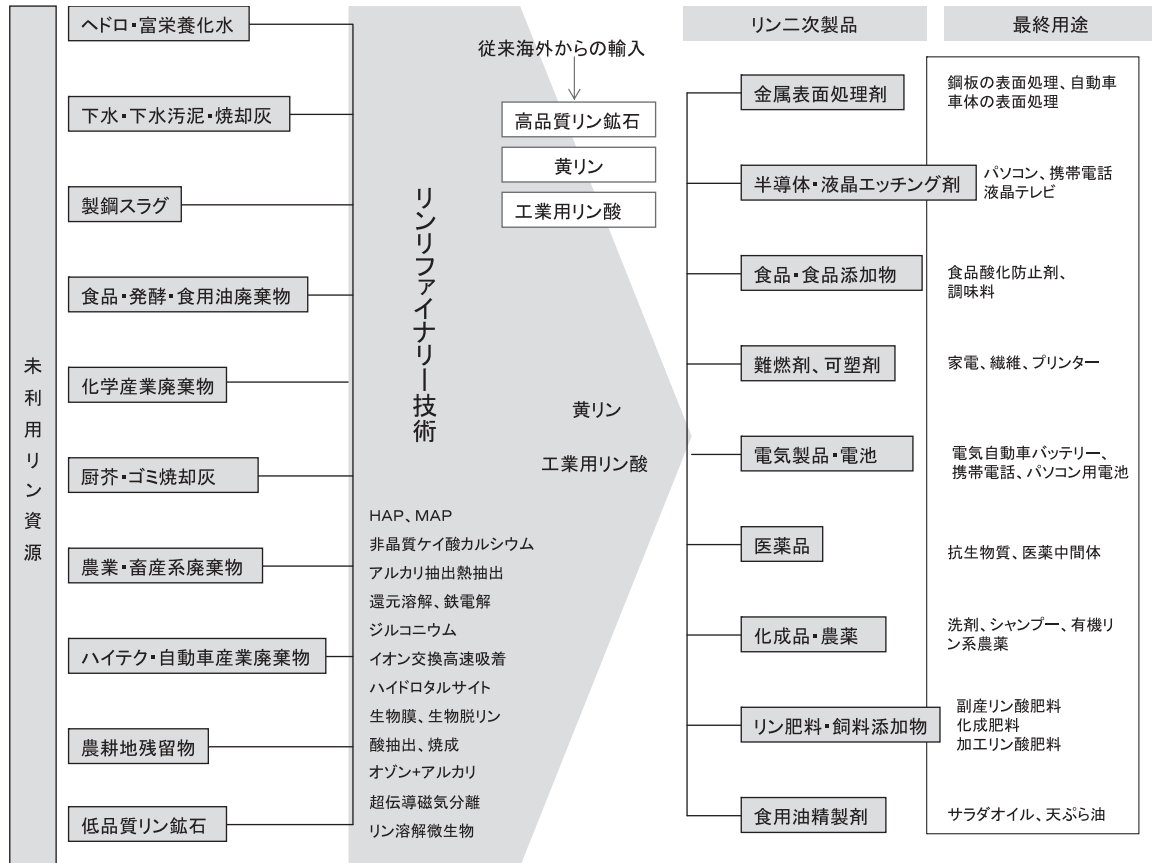 未利用リン資源
ヘドロ・富栄養化水
下水・下水汚泥・焼却灰
製鋼スラグ
食品・発酵・食用油廃棄物
化学産業廃棄物
厨芥・ゴミ焼却灰
農業・畜産系廃棄物
ハイテク・自動車産業廃棄物
農耕地残留物
低品質リン鉱石
リンリファイナリー技術
HAP、MAP
非晶質ケイ酸カルシウム
アルカリ抽出熱抽出
還元溶解、鉄電解
ジルコニウム
イオン交換高速吸着
ハイドロタルサイト
生物膜、生物脱リン
酸抽出、焼成
オゾン+アルカリ
超伝導磁気分離
リン溶解微生物
従来海外からの輸入
高品質リン鉱石
黄リン
工業用リン酸
黄リン
工業用リン酸
リン二次製品
最終用途
金属表面処理剤
鋼板の表面処理、自動車
車体の表面処理
半導体・液晶エッチング剤
パソコン、携帯電話
液晶テレビ
食品・食品添加物
食品酸化防止剤、
調味料
難燃剤、可塑剤
家電、繊維、プリンター
電気製品・電池
電気自動車バッテリー、
携帯電話、パソコン用電池
医薬品
抗生物質、医薬中間体
化成品・農薬
洗剤、シャンプー、有機リ
ン系農薬
リン肥料・飼料添加物
副産リン酸肥料
化成肥料
加工リン酸肥料
食用油精製剤
サラダオイル、天ぷら油